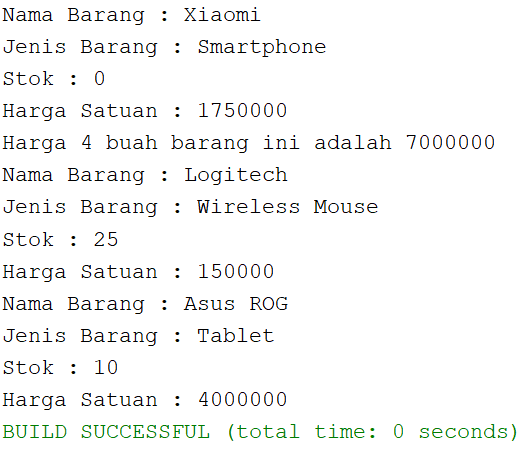 Nama Barang : Xiaomi
Jenis Barang : Smartphone
Stok : 0
Harga Satuan : 1750000
Harga 4 buah barang ini adalah 7000000
Nama Barang : Logitech
Jenis Barang : Wireless Mouse
Stok : 25
Harga Satuan : 150000
Nama Barang : Asus ROG
Jenis Barang : Tablet
Stok : 10
Harga Satuan : 4000000
BUILD SUCCESSFUL (total time: 0 seconds)